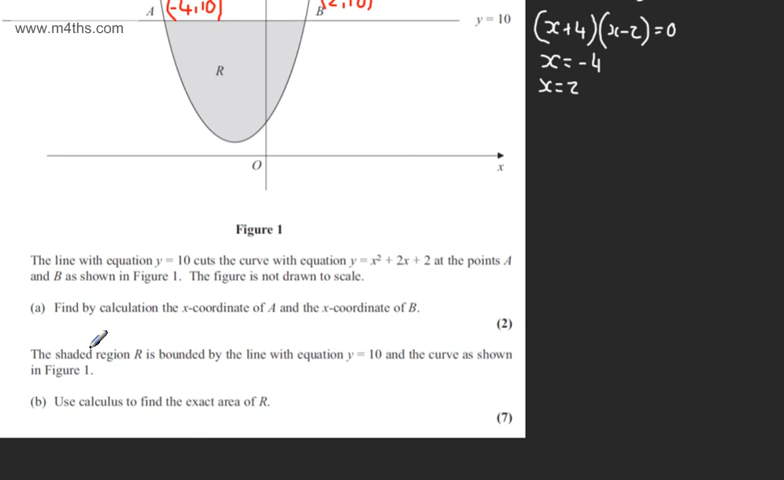 A (-4,10) B (2,10)
y = 10
www.m4ths.com
(x+4)(x-2)=0
x=-4
x=2
R
O
x
Figure 1
The line with equation y = 10 cuts the curve with equation y = x² + 2x + 2 at the points A
and B as shown in Figure 1. The figure is not drawn to scale.
(a) Find by calculation the x-coordinate of A and the x-coordinate of B.
(2)
The shaded region R is bounded by the line with equation y = 10 and the curve as shown
in Figure 1.
(b) Use calculus to find the exact area of R.
(7)